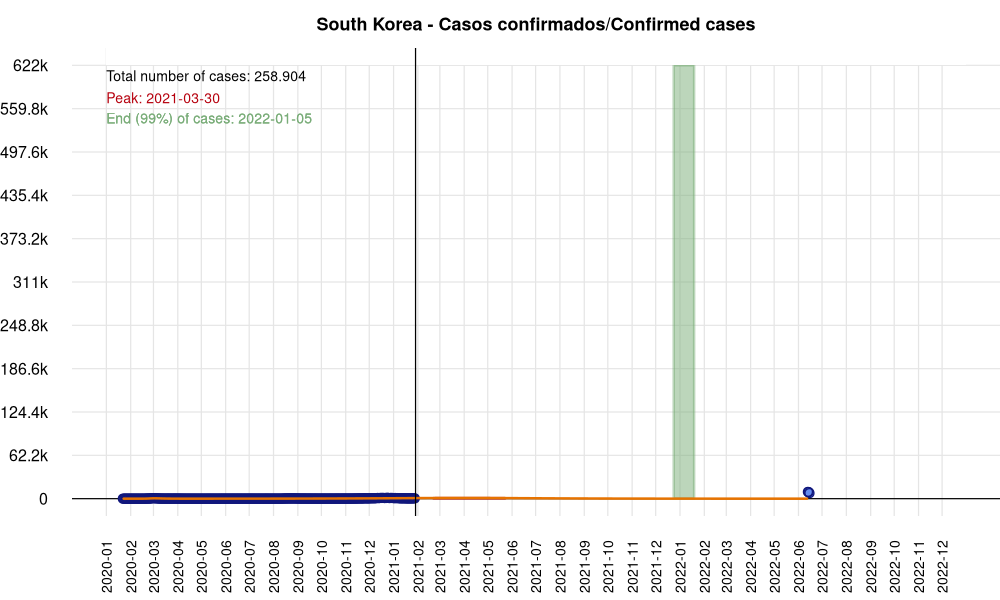 South Korea - Casos confirmados/Confirmed cases
Total number of cases: 258.904
Peak: 2021-03-30
End (99%) of cases: 2022-01-05
622k
559.8k
497.6k
435.4k
373.2k
311k
248.8k
186.6k
124.4k
62.2k
0
2020-01
2020-02
2020-03
2020-04
2020-05
2020-06
2020-07
2020-08
2020-09
2020-10
2020-11
2020-12
2021-01
2021-02
2021-03
2021-04
2021-05
2021-06
2021-07
2021-08
2021-09
2021-10
2021-11
2021-12
2022-01
2022-02
2022-03
2022-04
2022-05
2022-06
2022-07
2022-08
2022-09
2022-10
2022-11
2022-12